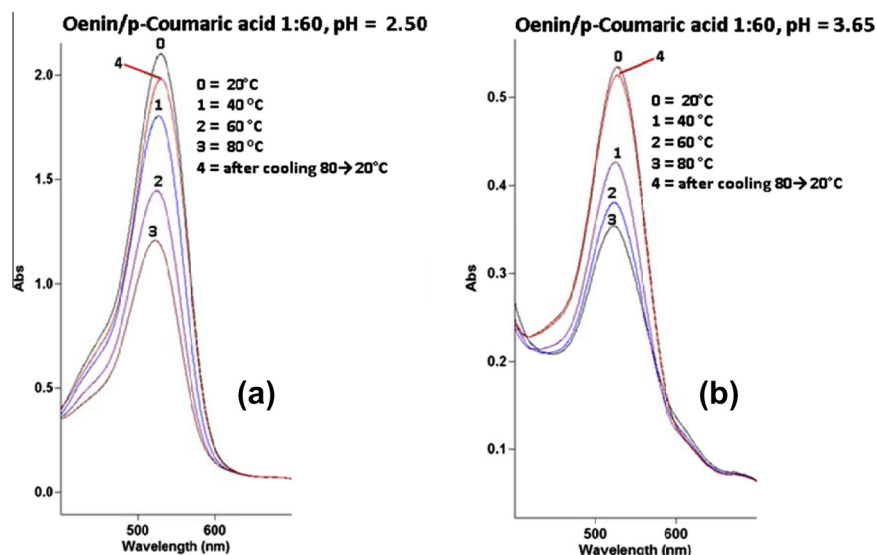 Oenin/p-Coumaric acid 1:60, pH = 2.50
0
4
0 = 20°C
1 = 40 °C
2 = 60 °C
3 = 80 °C
4 = after cooling 80→20°C
1
2
3
2.0
1.5
1.0
0.5
0.0
Abs
(a)
500 600
Wavelength (nm)
Oenin/p-Coumaric acid 1:60, pH = 3.65
0
4
0 = 20°C
1 = 40 °C
2 = 60 °C
3 = 80 °C
4 = after cooling 80→20°C
1
2
3
0.5
0.4
0.3
0.2
0.1
Abs
(b)
500 600
Wavelength (nm)